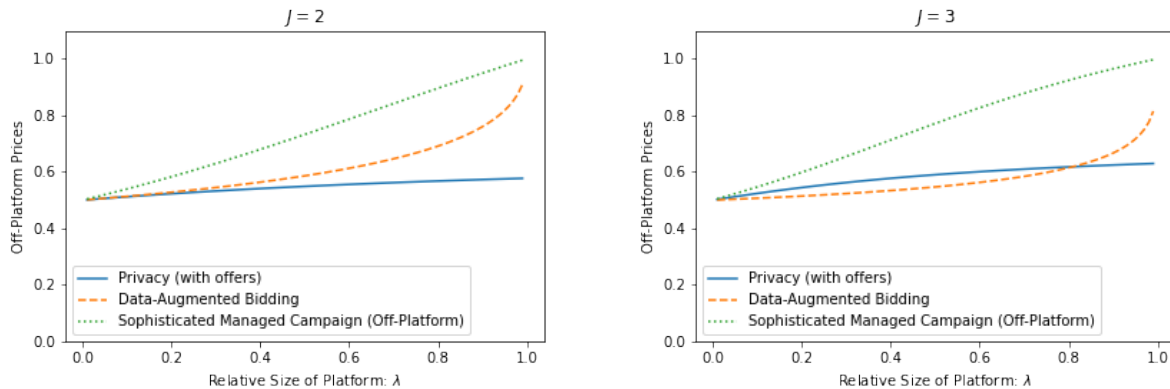 J = 2
1.0
0.8
0.6
0.4
0.2
0.0
Off-Platform Prices
Privacy (with offers)
Data-Augmented Bidding
Sophisticated Managed Campaign (Off-Platform)
0.0 0.2 0.4 0.6 0.8 1.0
Relative Size of Platform: λ
J = 3
1.0
0.8
0.6
0.4
0.2
0.0
Off-Platform Prices
Privacy (with offers)
Data-Augmented Bidding
Sophisticated Managed Campaign (Off-Platform)
0.0 0.2 0.4 0.6 0.8 1.0
Relative Size of Platform: λ